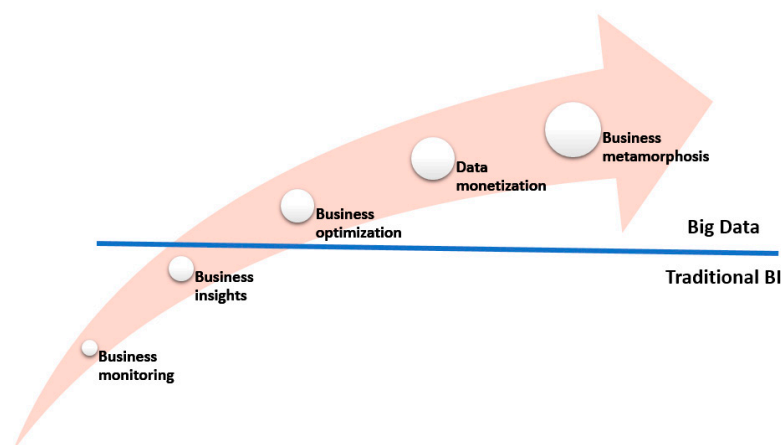 Business
metamorphosis
Data
monetization
Business
optimization
Big Data
Traditional BI
Business
insights
Business
monitoring